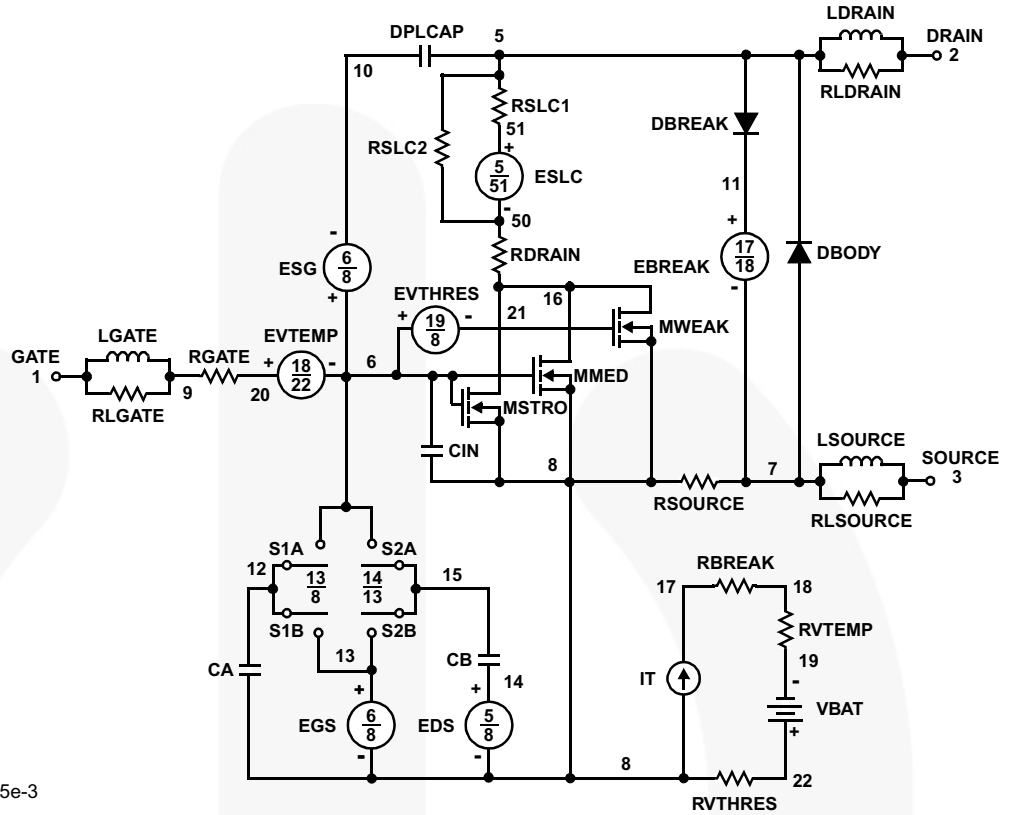 LDRAIN
DPLCAP
5
DRAIN
2
10
RLDRAIN
RSLC1
51
DBREAK
RSLC2
+
5
51
ESLC
-
50
11
+
-
RDRAIN
17
18
EBREAK
DBODY
-
ESG
6
8
+
EVTHRES
+
19
8
-
16
21
MWEAK
LGATE
EVTEMP
GATE
1
RGATE
+
18
22
-
6
MMED
9
20
RLGATE
MSTRO
CIN
8
7
LSOURCE
SOURCE
3
RSOURCE
RLSOURCE
S1A
S2A
RBREAK
12
13
8
14
13
15
17
18
S1B
S2B
RVTEMP
13
CB
19
CA
14
IT
-
VBAT
+
+
+
EGS
6
8
EDS
5
8
-
-
8
22
5e-3
RVTHRES